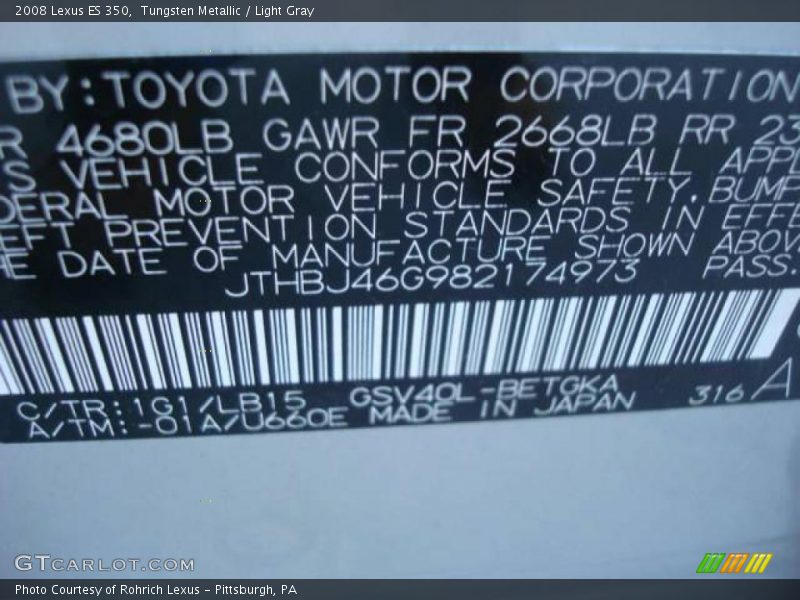 2008 Lexus ES 350,  Tungsten Metallic / Light Gray
BY: TOYOTA MOTOR CORPORATION
R 4680LB GAWR FR 2668LB RR 23
S VEHICLE CONFORMS TO ALL APPL
DERAL MOTOR VEHICLE SAFETY, BUMP
EFT PREVENTION STANDARDS IN EFFE
HE DATE OF MANUFACTURE SHOWN ABOV
JTHBJ46G982174973 PASS.
C/TR: 1G1/LB15 GSV40L-BETGKA 316 A
A/TM: -01A/U660E MADE IN JAPAN
GTCARLOT.COM
Photo Courtesy of Rohrich Lexus - Pittsburgh, PA